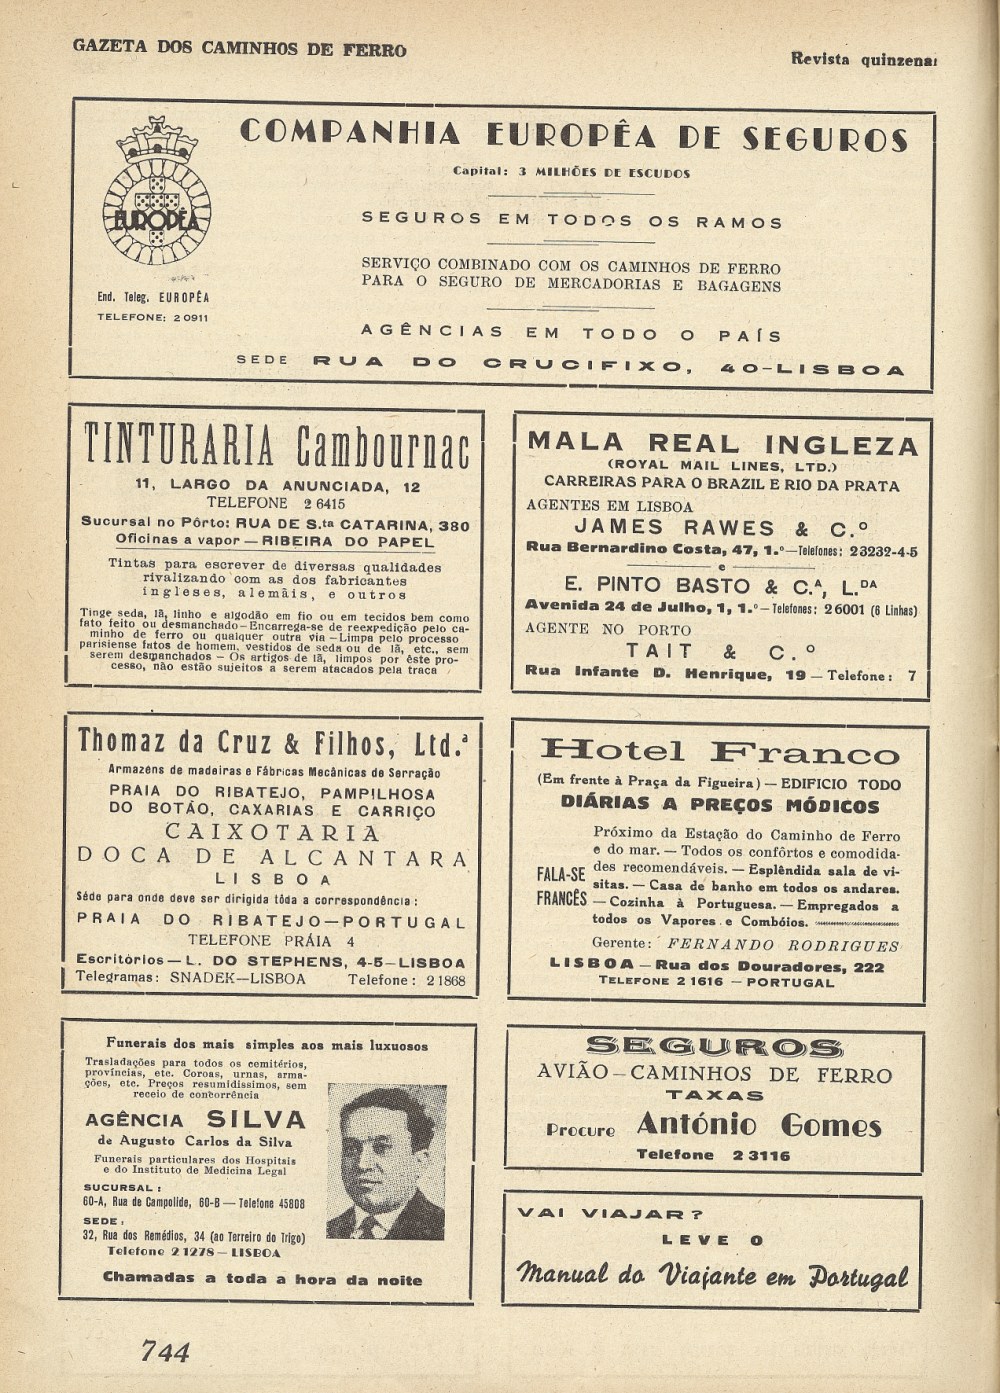 GAZETA DOS CAMINHOS DE FERRO
Revista quinzenal
COMPANHIA EUROPÊA DE SEGUROS
Capital: 3 MILHÕES DE ESCUDOS
EUROPÊA
SEGUROS EM TODOS OS RAMOS
SERVIÇO COMBINADO COM OS CAMINHOS DE FERRO
PARA O SEGURO DE MERCADORIAS E BAGAGENS
End. Teleg. EUROPÊA
TELEFONE: 2 0911
AGÊNCIAS EM TODO O PAÍS
SEDE RUA DO CRUCIFIXO, 40-LISBOA
TINTURARIA Cambournac
11, LARGO DA ANUNCIADA, 12
TELEFONE 2 6415
Sucursal no Pôrto: RUA DE S.ta CATARINA, 380
Oficinas a vapor — RIBEIRA DO PAPEL
Tintas para escrever de diversas qualidades
rivalizando com as dos fabricantes
ingleses, alemãis, e outros
Tinge seda, lã, linho e algodão em fio ou em tecidos bem como
fato feito ou desmanchado — Encarrega-se de reexpedição pelo ca-
minho de ferro ou qualquer outra via — Limpa pelo processo
parisiense fatos de homem, vestidos de seda ou de lã, etc., sem
serem desmanchados — Os artigos de lã, limpos por êste pro-
cesso, não estão sujeitos a serem atacados pela traca
MALA REAL INGLEZA
(ROYAL MAIL LINES, LTD.)
CARREIRAS PARA O BRAZIL E RIO DA PRATA
AGENTES EM LISBOA
JAMES RAWES & C.º
Rua Bernardino Costa, 47, 1.º — Telefones: 23232-4-5
e
E. PINTO BASTO & C.ª, L.DA
Avenida 24 de Julho, 1, 1.º — Telefones: 2 6001 (6 Linhas)
AGENTE NO PORTO
TAIT & C.º
Rua Infante D. Henrique, 19 — Telefone: 7
Thomaz da Cruz & Filhos, Ltd.ª
Armazens de madeiras e Fábricas Mecânicas de Serração
PRAIA DO RIBATEJO, PAMPILHOSA
DO BOTÁO, CAXARIAS E CARRIÇO
CAIXOTARIA
DOCA DE ALCANTARA
LISBOA
Séde para onde deve ser dirigida tôda a correspondência:
PRAIA DO RIBATEJO—PORTUGAL
TELEFONE PRÁIA 4
Escritórios — L. DO STEPHENS, 4-5 — LISBOA
Telegramas: SNADEK—LISBOA Telefone: 2 1868
Hotel Franco
(Em frente à Praça da Figueira) — EDIFICIO TODO
DIÁRIAS A PREÇOS MÓDICOS
FALA-SE
FRANCÊS
Próximo da Estação do Caminho de Ferro
e do mar. — Todos os confôrtos e comodida-
des recomendáveis. — Esplêndida sala de vi-
sitas. — Casa de banho em todos os andares.
— Cozinha à Portuguesa. — Empregados a
todos os Vapores e Combóios.
Gerente: FERNANDO RODRIGUES
LISBOA — Rua dos Douradores, 222
TELEFONE 2 1616 — PORTUGAL
Funerais dos mais simples aos mais luxuosos
Trasladações para todos os cemitérios,
províncias, etc. Coroas, urnas, arma-
ções, etc. Preços resumidissimos, sem
receio de concorrência
AGÊNCIA SILVA
de Augusto Carlos da Silva
Funerais particulares dos Hospitais
e do Instituto de Medicina Legal
SUCURSAL:
60-A, Rua de Campolide, 60-B — Telefone 45808
SEDE:
32, Rua dos Remédios, 34 (ao Terreiro do Trigo)
Telefone 2 1278 — LISBOA
Chamadas a toda a hora da noite
SEGUROS
AVIÃO — CAMINHOS DE FERRO
TAXAS
Procure António Gomes
Telefone 2 3116
VAI VIAJAR?
LEVE O
Manual do Viajante em Portugal
744